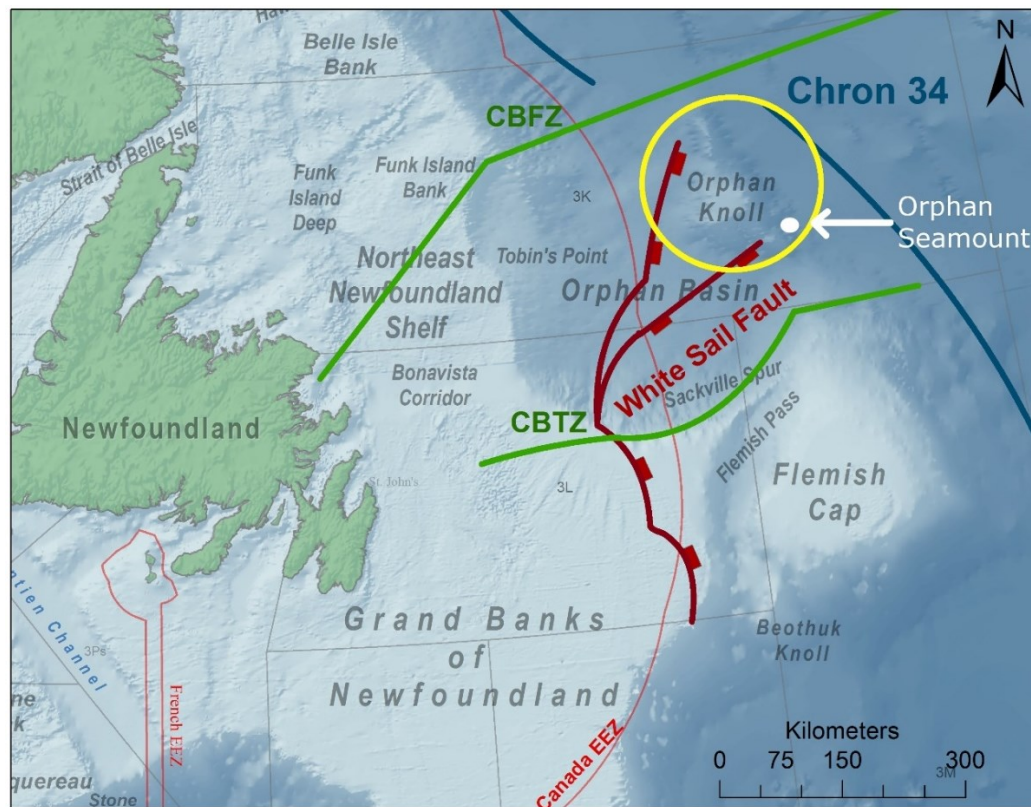 Belle Isle
Bank
N
Chron 34
CBFZ
Strait of Belle Isle
Funk
Island
Deep
Funk Island
Bank
3K
Orphan
Knoll
Orphan
Seamount
Northeast
Newfoundland
Shelf
Tobin's Point
Orphan Basin
White Sail Fault
Bonavista
Corridor
Sackville Spur
CBTZ
Newfoundland
Flemish Pass
Flemish
Cap
St. John's
3L
Grand Banks
of
Newfoundland
Beothuk
Knoll
3Ps
French EEZ
Canada EEZ
Kilometers
0 75 150 300
3M
Stone